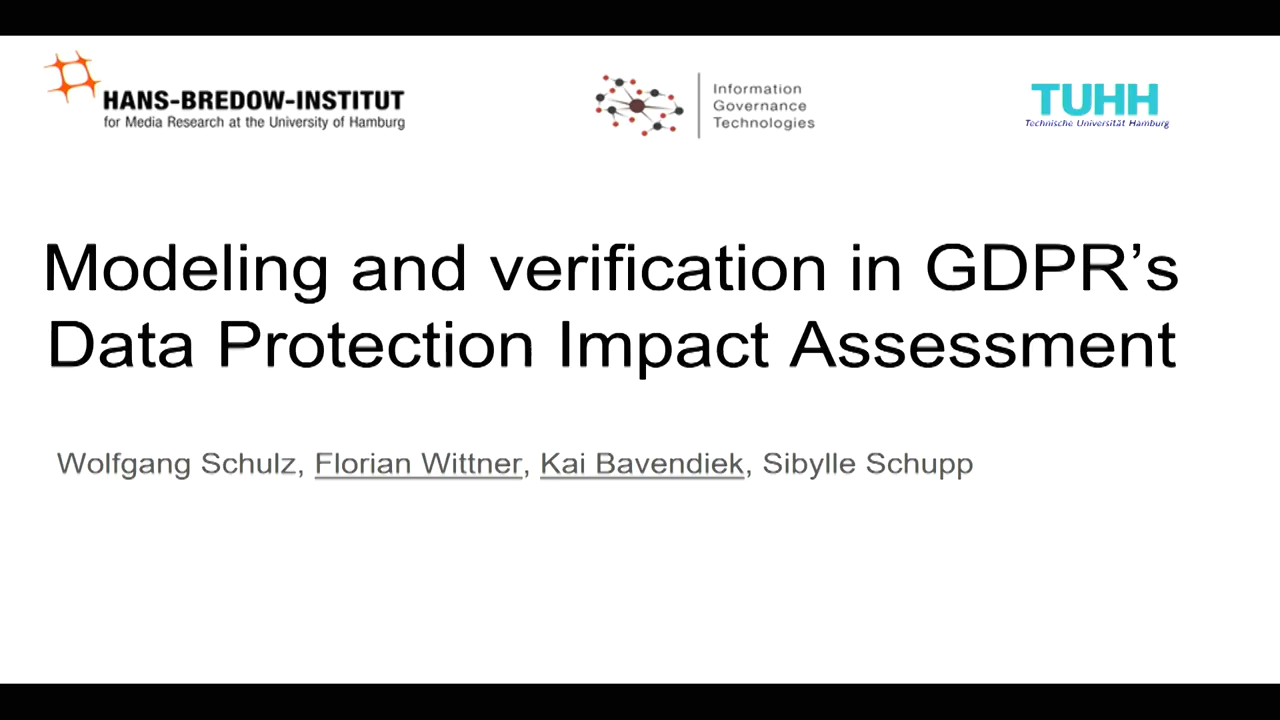 HANS-BREDOW-INSTITUT
for Media Research at the University of Hamburg
Information
Governance
Technologies
TUHH
Technische Universität Hamburg
Modeling and verification in GDPR’s
Data Protection Impact Assessment
Wolfgang Schulz, Florian Wittner, Kai Bavendiek, Sibylle Schupp